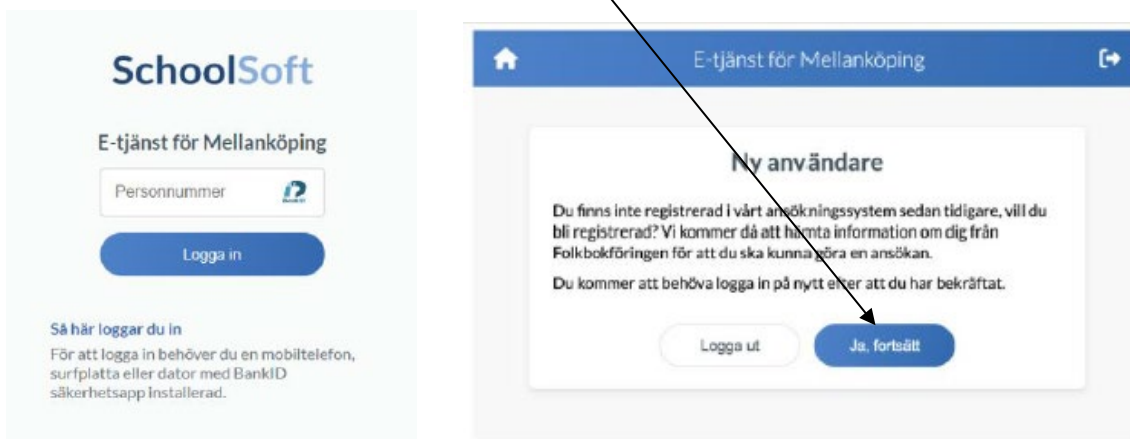 SchoolSoft
E-tjänst för Mellanköping
Personnummer
BankID
Logga in
Så här loggar du in
För att logga in behöver du en mobiltelefon,
surfplatta eller dator med BankID
säkerhetsapp installerad.
E-tjänst för Mellanköping
Ny användare
Du finns inte registrerad i vårt ansökningssystem sedan tidigare, vill du
bli registrerad? Vi kommer då att hämta information om dig från
Folkbokföringen för att du ska kunna göra en ansökan.
Du kommer att behöva logga in på nytt efter att du har bekräftat.
Logga ut
Ja, fortsätt